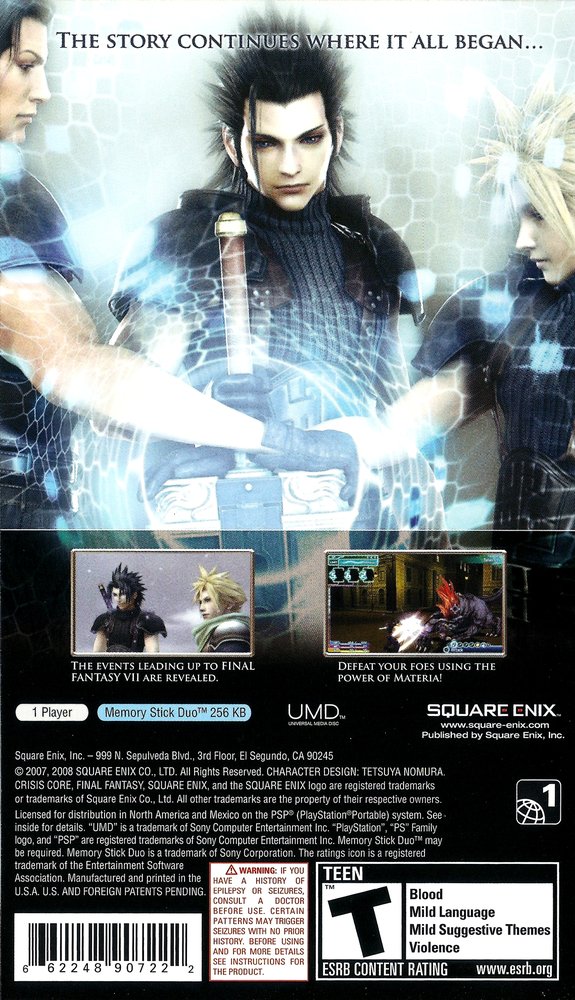 THE STORY CONTINUES WHERE IT ALL BEGAN...
THE EVENTS LEADING UP TO FINAL
FANTASY VII ARE REVEALED.
DEFEAT YOUR FOES USING THE
POWER OF MATERIA!
1 Player
Memory Stick Duo™ 256 KB
UMD™
UNIVERSAL MEDIA DISC
SQUARE ENIX™
www.square-enix.com
Published by Square Enix, Inc.
Square Enix, Inc. – 999 N. Sepulveda Blvd., 3rd Floor, El Segundo, CA 90245
© 2007, 2008 SQUARE ENIX CO., LTD. All Rights Reserved. CHARACTER DESIGN: TETSUYA NOMURA.
CRISIS CORE, FINAL FANTASY, SQUARE ENIX, and the SQUARE ENIX logo are registered trademarks
or trademarks of Square Enix Co., Ltd. All other trademarks are the property of their respective owners.
Licensed for distribution in North America and Mexico on the PSP® (PlayStation®Portable) system. See
inside for details. "UMD" is a trademark of Sony Computer Entertainment Inc. "PlayStation", "PS" Family
logo, and "PSP" are registered trademarks of Sony Computer Entertainment Inc. Memory Stick Duo™ may
be required. Memory Stick Duo is a trademark of Sony Corporation. The ratings icon is a registered
trademark of the Entertainment Software
Association. Manufactured and printed in the
U.S.A. U.S. AND FOREIGN PATENTS PENDING.
1
WARNING: IF YOU
HAVE A HISTORY OF
EPILEPSY OR SEIZURES,
CONSULT A DOCTOR
BEFORE USE. CERTAIN
PATTERNS MAY TRIGGER
SEIZURES WITH NO PRIOR
HISTORY. BEFORE USING
AND FOR MORE DETAILS
SEE INSTRUCTIONS FOR
THE PRODUCT.
TEEN
T™
Blood
Mild Language
Mild Suggestive Themes
Violence
ESRB CONTENT RATING www.esrb.org
6 62248 90722 2